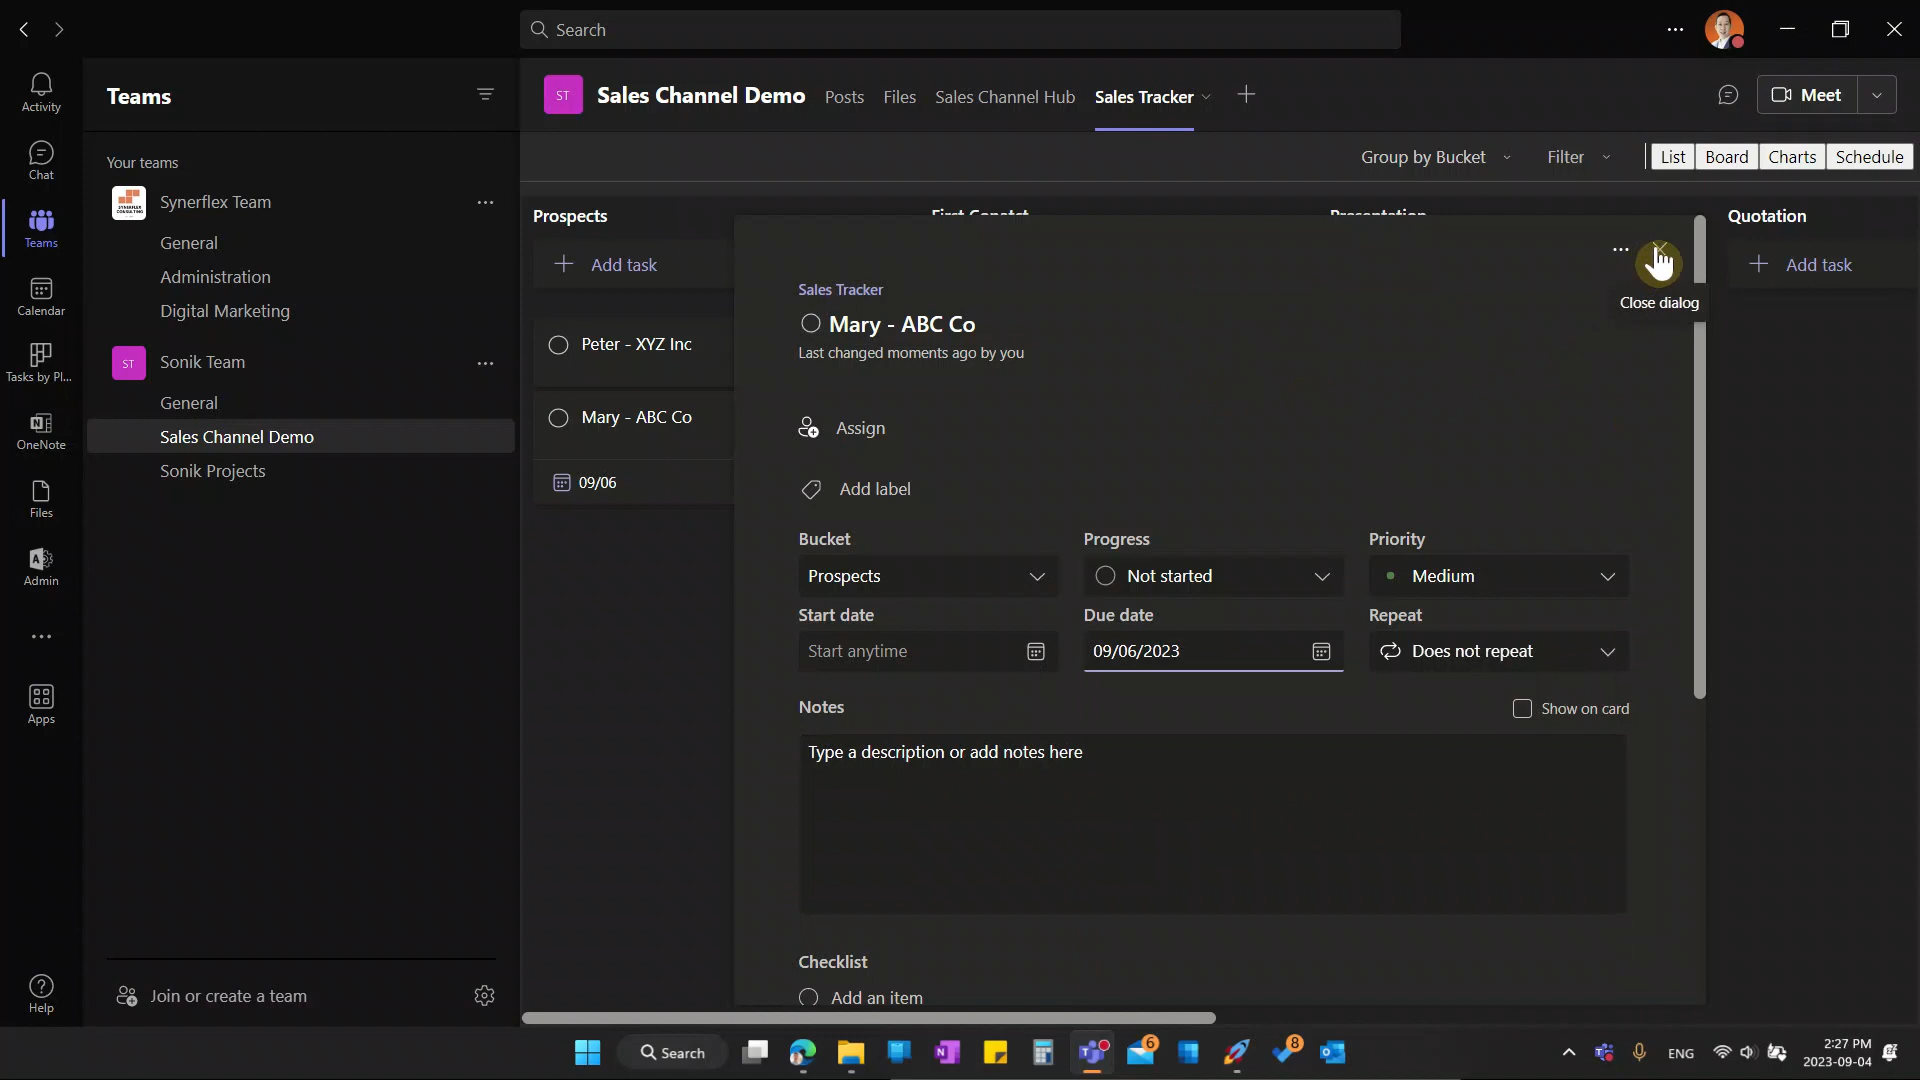 Search
Activity
Chat
Teams
Calendar
Tasks by Pl...
OneNote
Files
Admin
Apps
Help
Teams
Your teams
Synerflex Team
General
Administration
Digital Marketing
ST
Sonik Team
General
Sales Channel Demo
Sonik Projects
Join or create a team
ST
Sales Channel Demo
Posts
Files
Sales Channel Hub
Sales Tracker
Meet
Group by Bucket
Filter
List
Board
Charts
Schedule
Prospects
Add task
Peter - XYZ Inc
Mary - ABC Co
09/06
Quotation
Add task
Close dialog
Sales Tracker
Mary - ABC Co
Last changed moments ago by you
Assign
Add label
Bucket
Progress
Priority
Prospects
Not started
Medium
Start date
Due date
Repeat
Start anytime
09/06/2023
Does not repeat
Notes
Show on card
Type a description or add notes here
Checklist
Add an item
Search
6
8
ENG
2:27 PM
2023-09-04